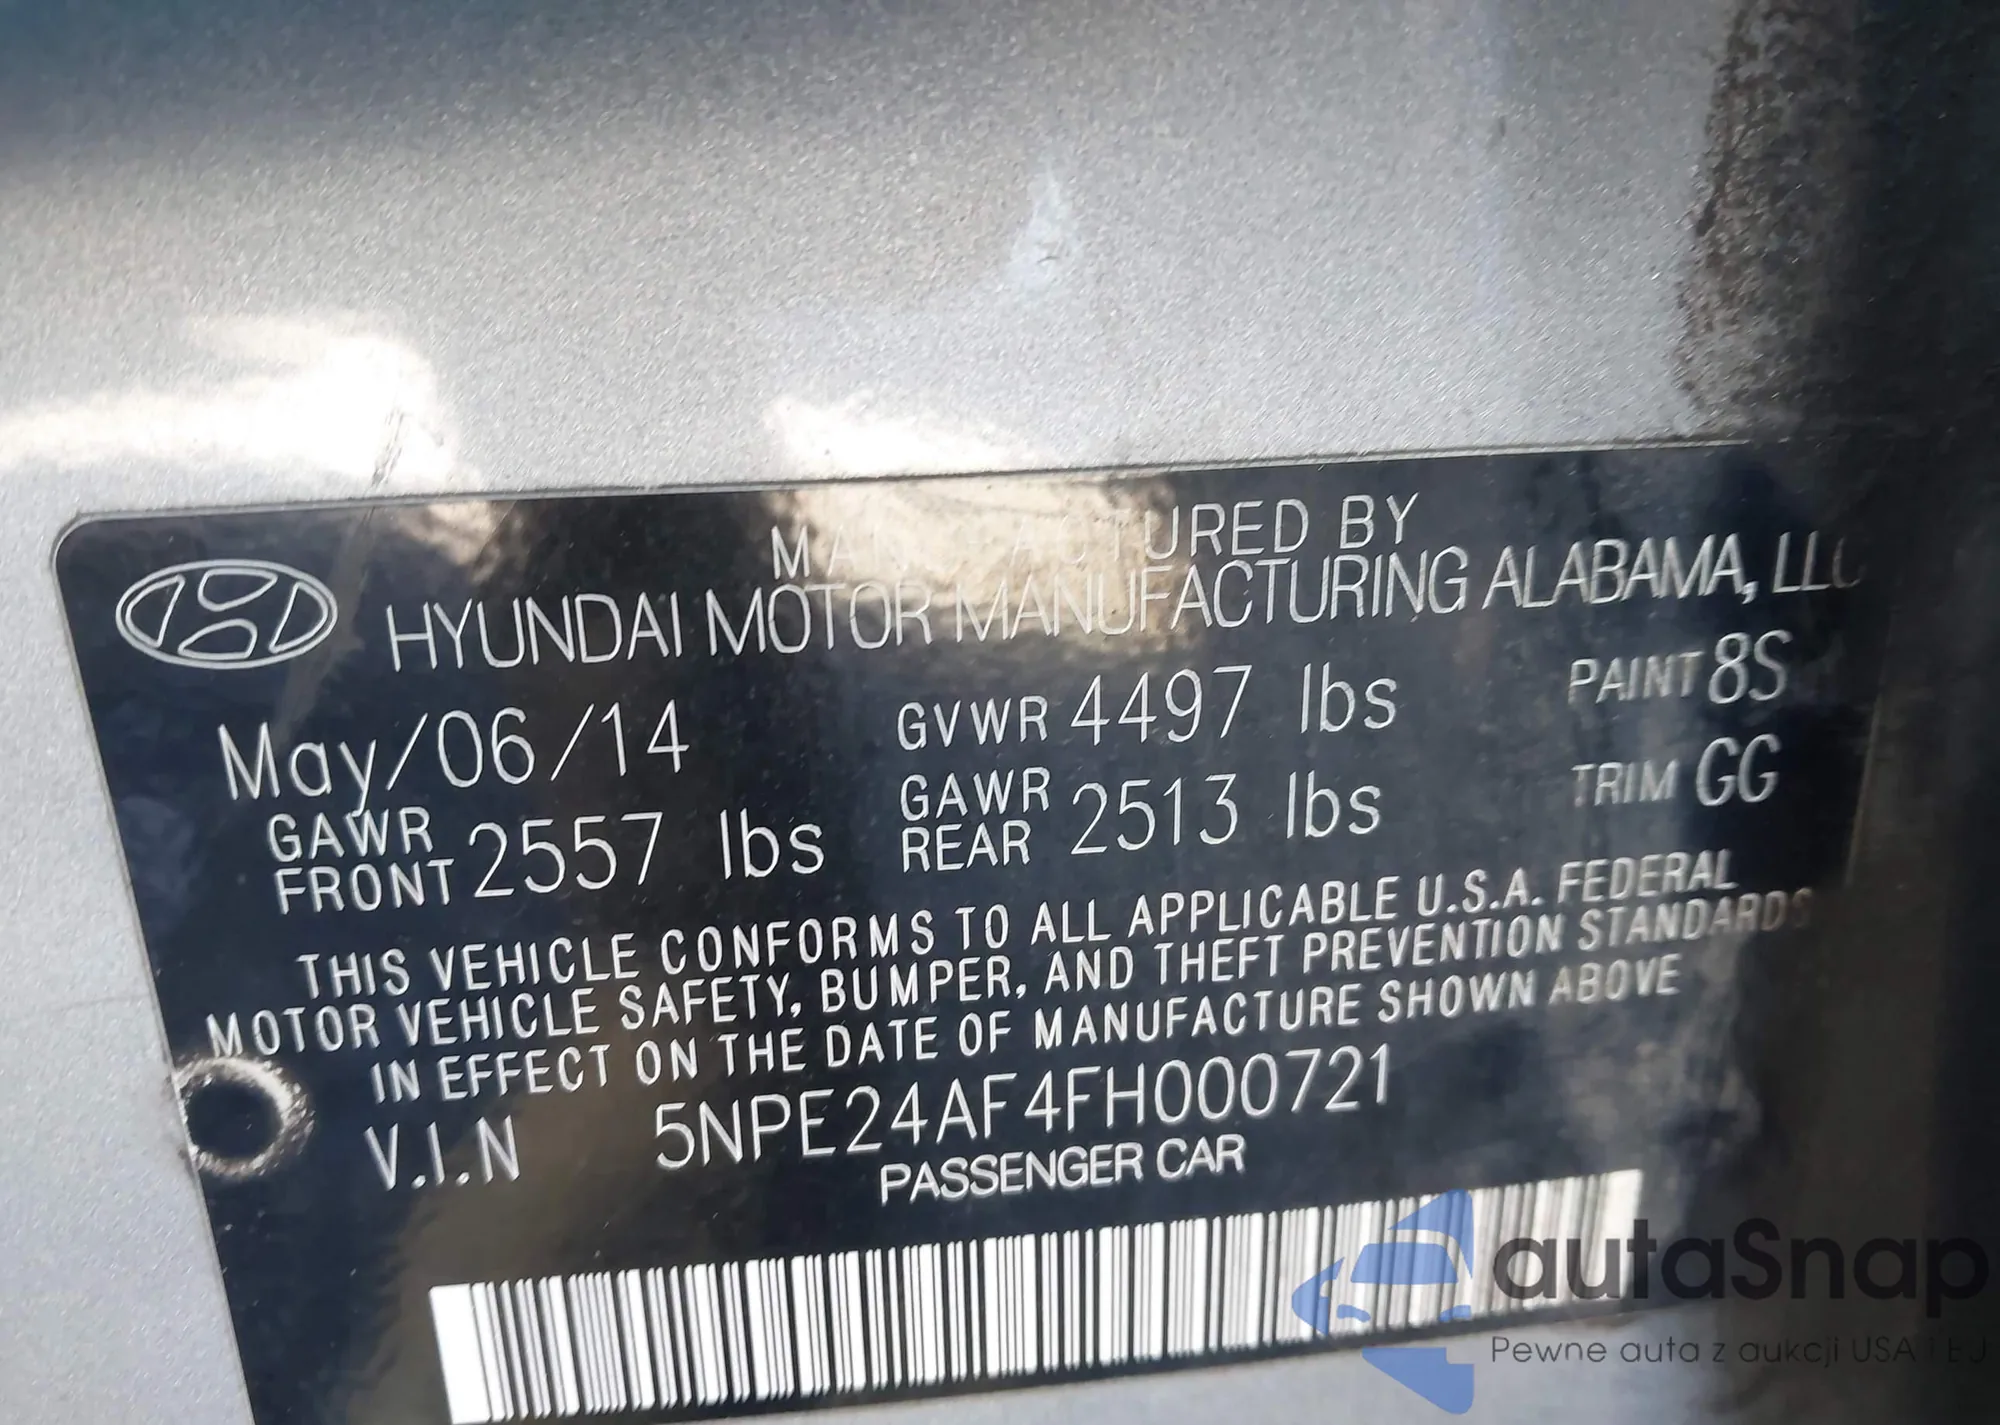 MANUFACTURED BY
HYUNDAI MOTOR MANUFACTURING ALABAMA, LLC
May/06/14 GVWR 4497 lbs PAINT 8S
GAWR FRONT 2557 lbs GAWR REAR 2513 lbs TRIM GG
THIS VEHICLE CONFORMS TO ALL APPLICABLE U.S.A. FEDERAL
MOTOR VEHICLE SAFETY, BUMPER, AND THEFT PREVENTION STANDARDS
IN EFFECT ON THE DATE OF MANUFACTURE SHOWN ABOVE
V.I.N 5NPE24AF4FH000721
PASSENGER CAR
autaSnap
Pewne auta z aukcji USA i EJ